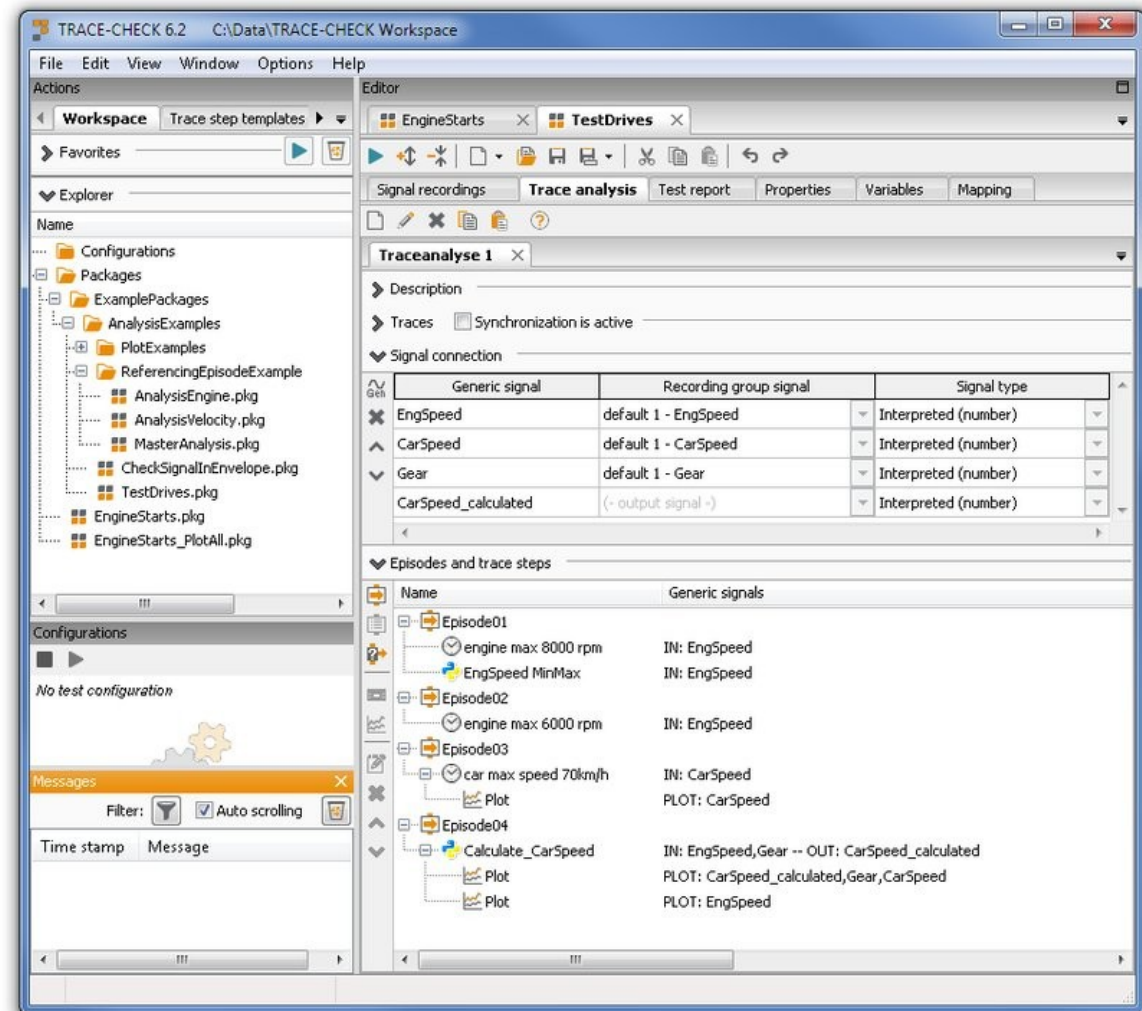 TRACE-CHECK 6.2 C:\Data\TRACE-CHECK Workspace
File Edit View Window Options Help
Actions
Workspace Trace step templates
Favorites
Explorer
Name
Configurations
Packages
ExamplePackages
AnalysisExamples
PlotExamples
ReferencingEpisodeExample
AnalysisEngine.pkg
AnalysisVelocity.pkg
MasterAnalysis.pkg
CheckSignalInEnvelope.pkg
TestDrives.pkg
EngineStarts.pkg
EngineStarts_PlotAll.pkg
Configurations
No test configuration
Messages
Filter: Auto scrolling
Time stamp Message
Editor
EngineStarts TestDrives
Signal recordings Trace analysis Test report Properties Variables Mapping
Traceanalyse 1
Description
Traces Synchronization is active
Signal connection
Gen
Generic signal Recording group signal Signal type
EngSpeed default 1 - EngSpeed Interpreted (number)
CarSpeed default 1 - CarSpeed Interpreted (number)
Gear default 1 - Gear Interpreted (number)
CarSpeed_calculated (- output signal -) Interpreted (number)
Episodes and trace steps
Name Generic signals
Episode01
engine max 8000 rpm IN: EngSpeed
EngSpeed MinMax IN: EngSpeed
Episode02
engine max 6000 rpm IN: EngSpeed
Episode03
car max speed 70km/h IN: CarSpeed
Plot PLOT: CarSpeed
Episode04
Calculate_CarSpeed IN: EngSpeed,Gear -- OUT: CarSpeed_calculated
Plot PLOT: CarSpeed_calculated,Gear,CarSpeed
Plot PLOT: EngSpeed